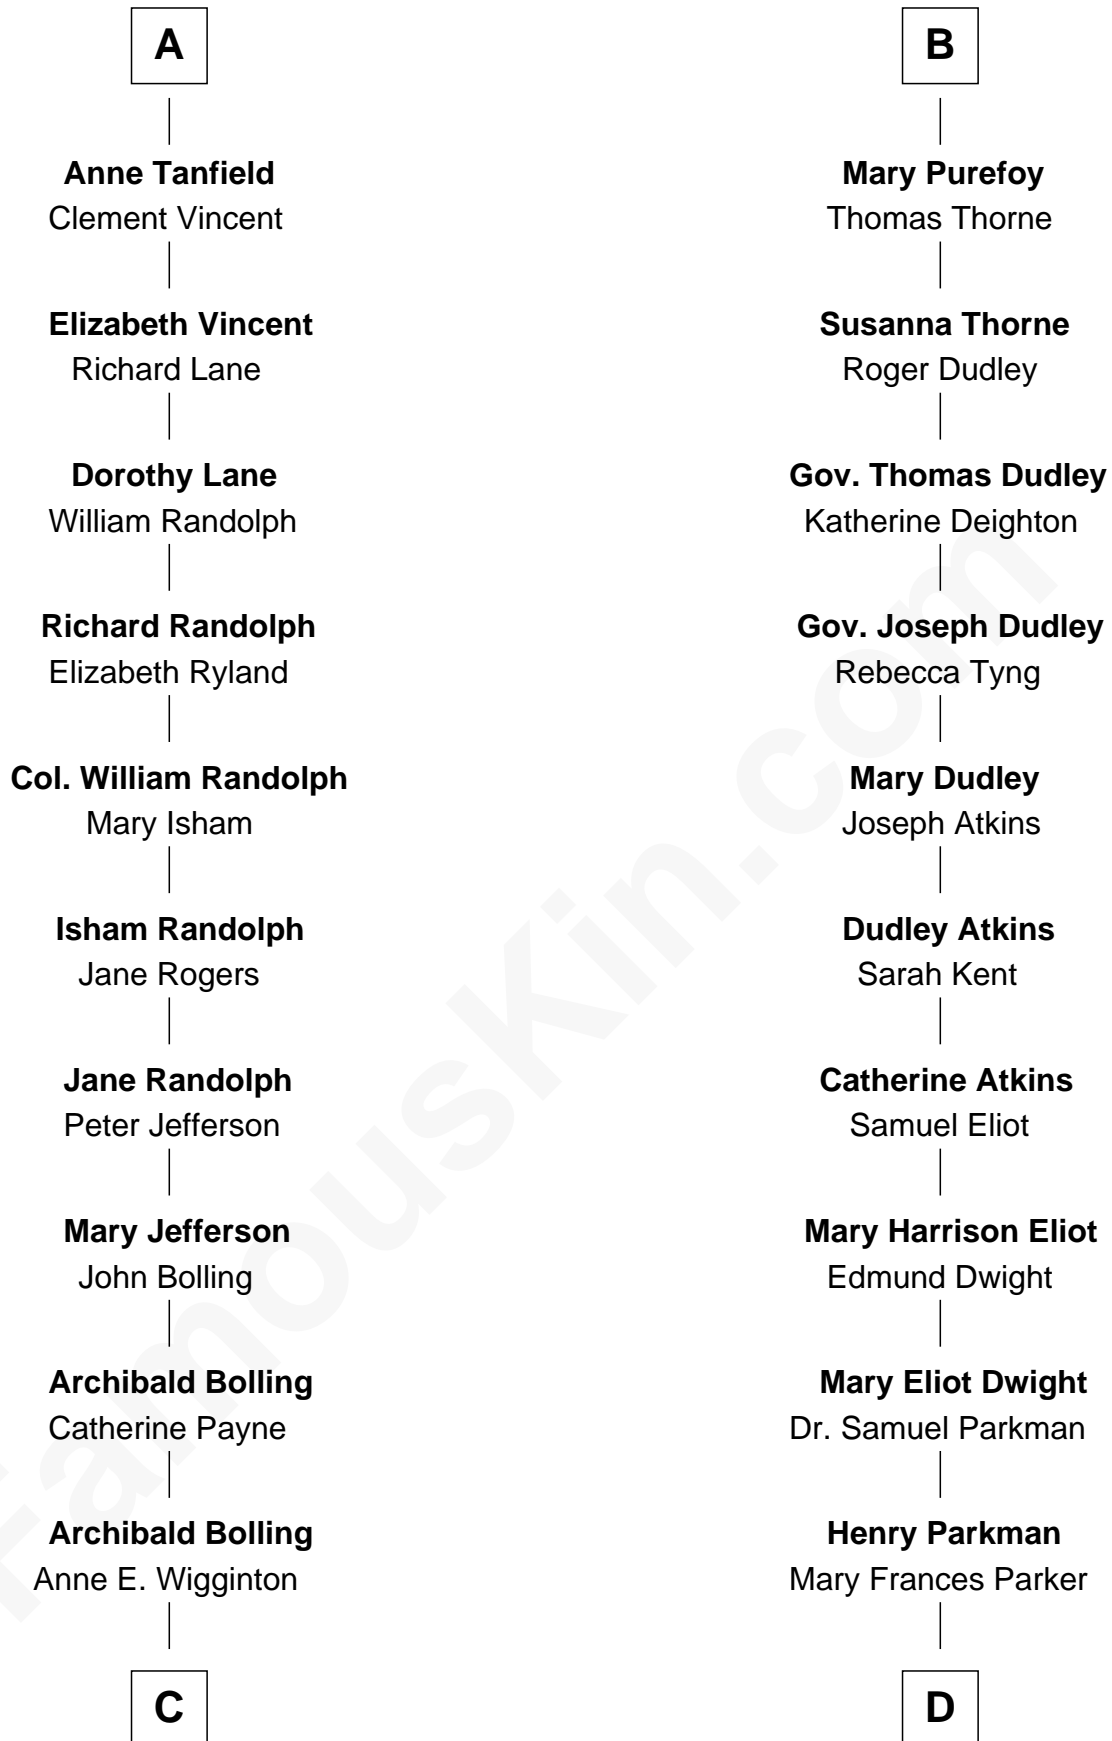 A
Anne Tanfield
Clement Vincent
Elizabeth Vincent
Richard Lane
Dorothy Lane
William Randolph
Richard Randolph
Elizabeth Ryland
Col. William Randolph
Mary Isham
Isham Randolph
Jane Rogers
Jane Randolph
Peter Jefferson
Mary Jefferson
John Bolling
Archibald Bolling
Catherine Payne
Archibald Bolling
Anne E. Wigginton
C
B
Mary Purefoy
Thomas Thorne
Susanna Thorne
Roger Dudley
Gov. Thomas Dudley
Katherine Deighton
Gov. Joseph Dudley
Rebecca Tyng
Mary Dudley
Joseph Atkins
Dudley Atkins
Sarah Kent
Catherine Atkins
Samuel Eliot
Mary Harrison Eliot
Edmund Dwight
Mary Eliot Dwight
Dr. Samuel Parkman
Henry Parkman
Mary Frances Parker
D
FamousKin.com